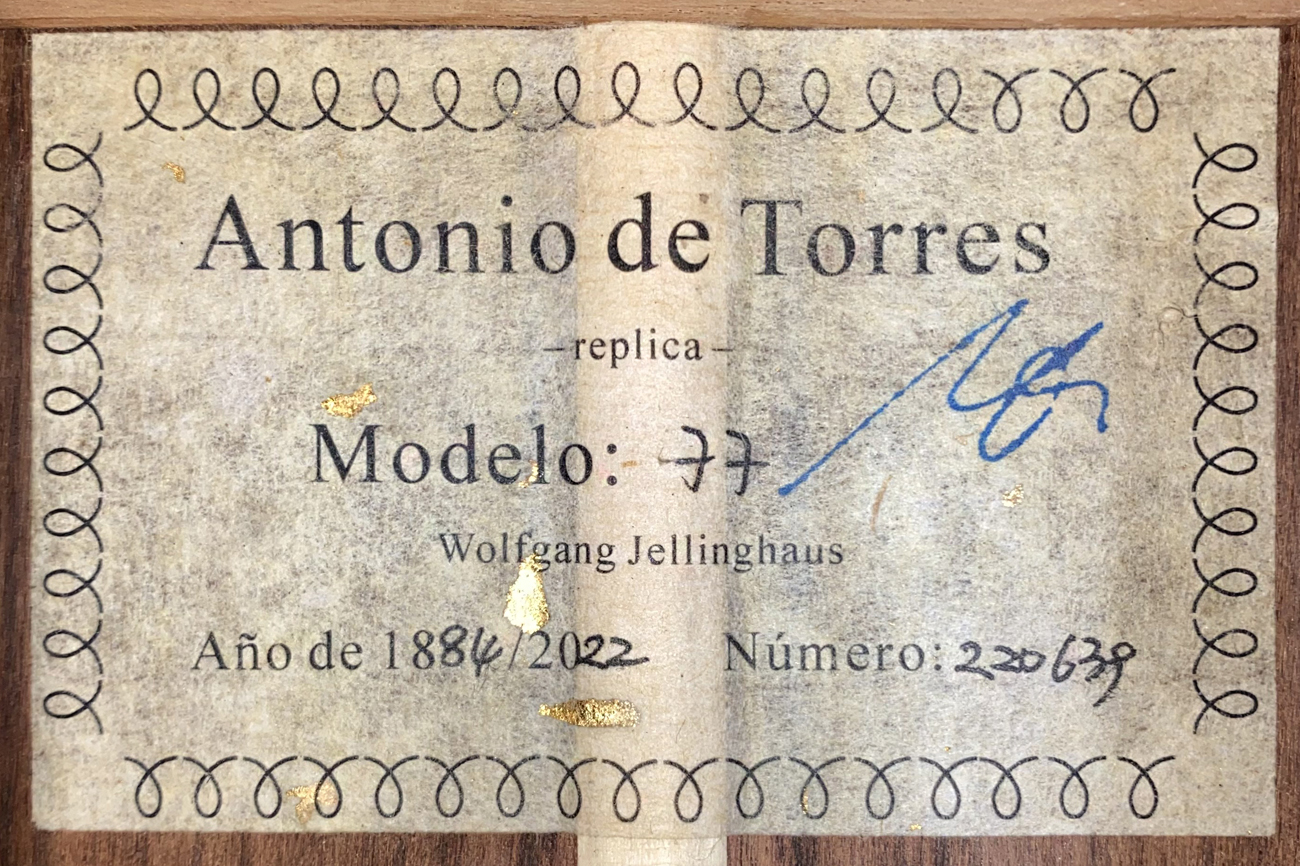 Antonio de Torres
–replica–
Modelo: 77
Wolfgang Jellinghaus
Año de 1884/2022 Número: 220639